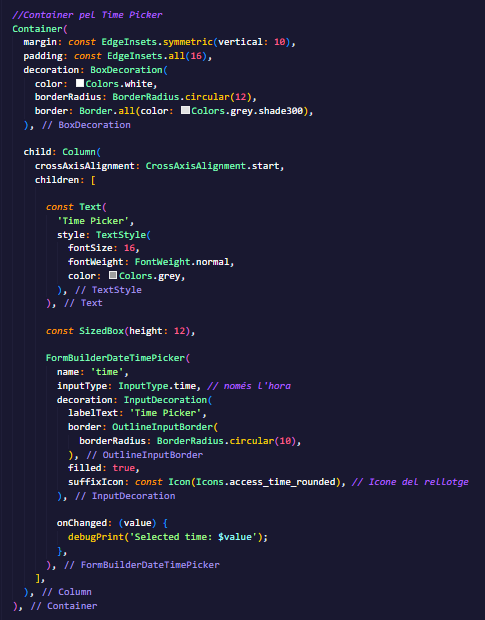 //Container pel Time Picker
Container(
  margin: const EdgeInsets.symmetric(vertical: 10),
  padding: const EdgeInsets.all(16),
  decoration: BoxDecoration(
    color: Colors.white,
    borderRadius: BorderRadius.circular(12),
    border: Border.all(color: Colors.grey.shade300),
  ), // BoxDecoration

  child: Column(
    crossAxisAlignment: CrossAxisAlignment.start,
    children: [

      const Text(
        'Time Picker',
        style: TextStyle(
          fontSize: 16,
          fontWeight: FontWeight.normal,
          color: Colors.grey,
        ), // TextStyle
      ), // Text

      const SizedBox(height: 12),

      FormBuilderDateTimePicker(
        name: 'time',
        inputType: InputType.time, // només l'hora
        decoration: InputDecoration(
          labelText: 'Time Picker',
          border: OutlineInputBorder(
            borderRadius: BorderRadius.circular(10),
          ), // OutlineInputBorder
          filled: true,
          suffixIcon: const Icon(Icons.access_time_rounded), // Icone del rellotge
        ), // InputDecoration

        onChanged: (value) {
          debugPrint('Selected time: $value');
        },
      ), // FormBuilderDateTimePicker
    ],
  ), // Column
), // Container